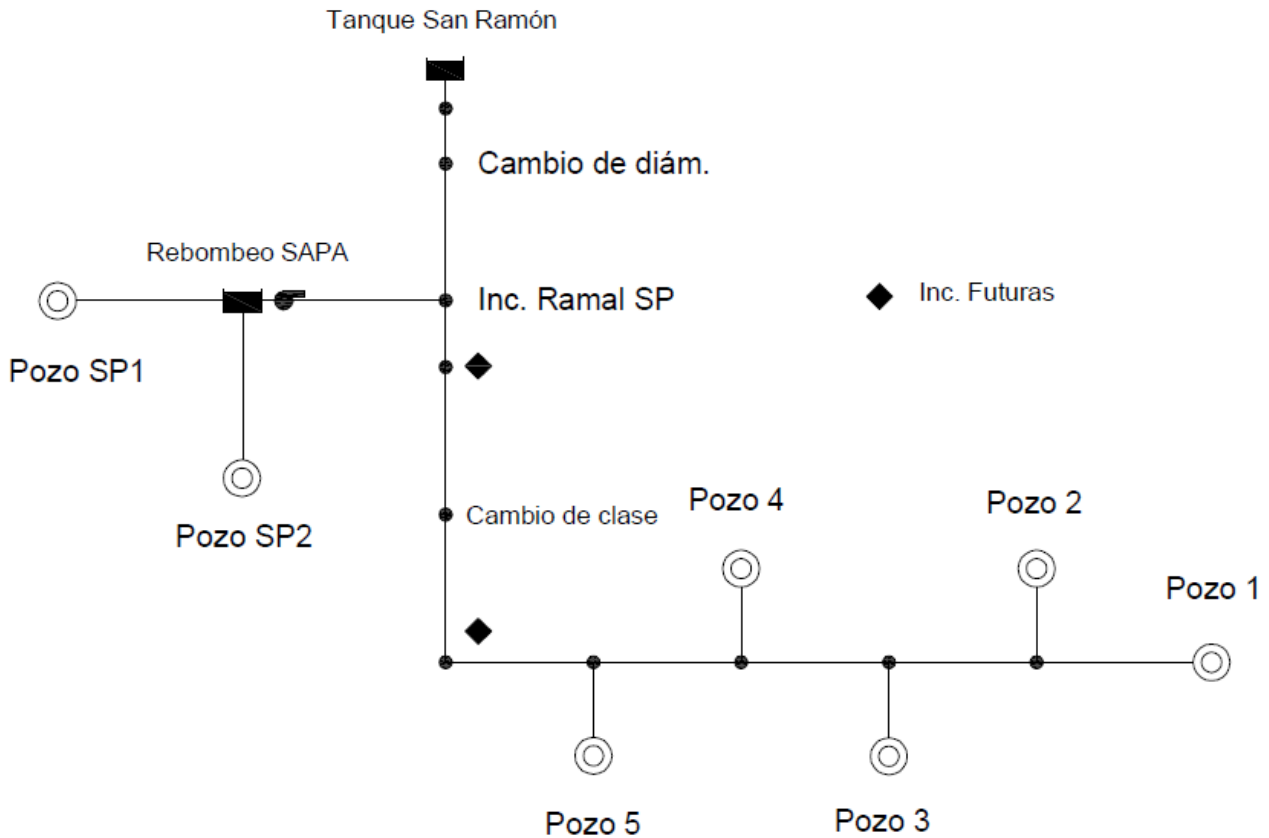 Tanque San Ramón
Cambio de diám.
Rebombeo SAPA
Inc. Ramal SP
Inc. Futuras
Pozo SP1
Pozo SP2
Cambio de clase
Pozo 4
Pozo 2
Pozo 1
Pozo 5
Pozo 3